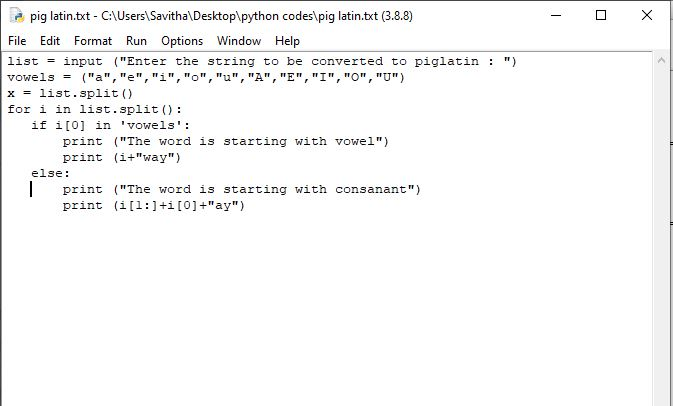 pig latin.txt - C:\Users\Savitha\Desktop\python codes\pig latin.txt (3.8.8)
File Edit Format Run Options Window Help
list = input ("Enter the string to be converted to piglatin : ")
vowels = ("a","e","i","o","u","A","E","I","O","U")
x = list.split()
for i in list.split():
   if i[0] in 'vowels':
       print ("The word is starting with vowel")
       print (i+"way")
   else:
       print ("The word is starting with consanant")
       print (i[1:]+i[0]+"ay")